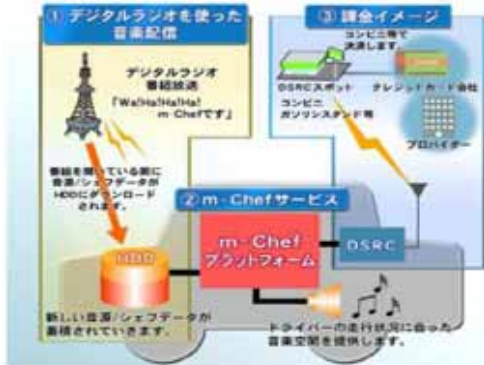 ① デジタルラジオを使った
音楽配信
デジタルラジオ
番組放送
「Wa!Ha!Ha!Ha!
m-Chefです」
番組を聞いている間に
音源/シェフデータが
HDDにダウンロード
されます。
HDD
新しい音源/シェフデータが
蓄積されていきます。
② m-Chefサービス
m-Chef
プラットフォーム
DSRC
ドライバーの走行状況に合った
音楽空間を提供します。
③ 課金イメージ
コンビニ等で
決済します。
DSRCスポット
クレジットカード会社
コンビニ
ガソリンスタンド等
プロバイダー